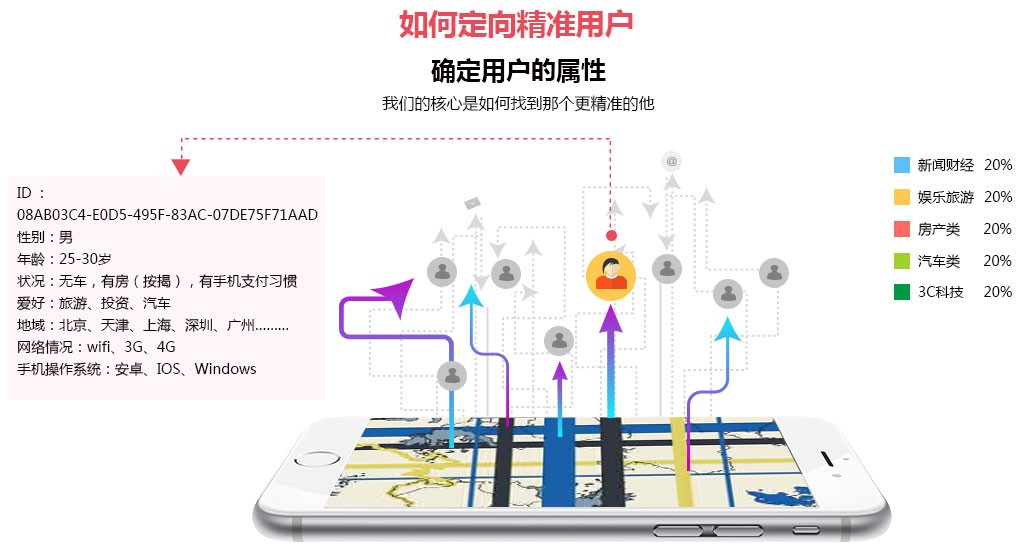 如何定向精准用户
确定用户的属性
我们的核心是如何找到那个更精准的他
@
ID ：
08AB03C4-E0D5-495F-83AC-07DE75F71AAD
性别：男
年龄：25-30岁
状况：无车，有房（按揭），有手机支付习惯
爱好：旅游、投资、汽车
地域：北京、天津、上海、深圳、广州.........
网络情况：wifi、3G、4G
手机操作系统：安卓、IOS、Windows
新闻财经 20%
娱乐旅游 20%
房产类 20%
汽车类 20%
3C科技 20%